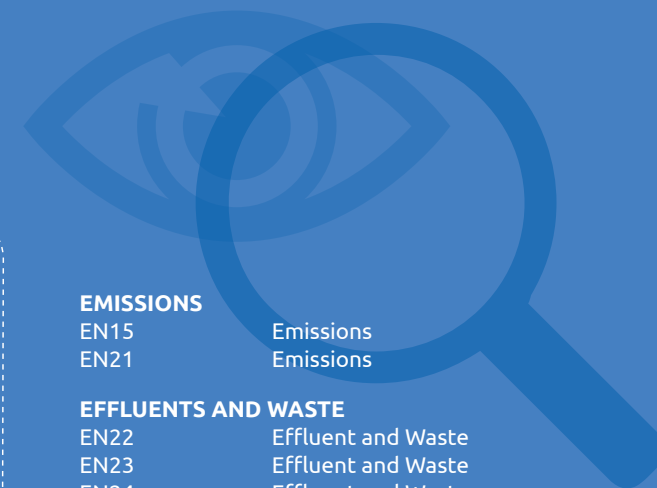 EMISSIONS
EN15 Emissions
EN21 Emissions
EFFLUENTS AND WASTE
EN22 Effluent and Waste
EN23 Effluent and Waste